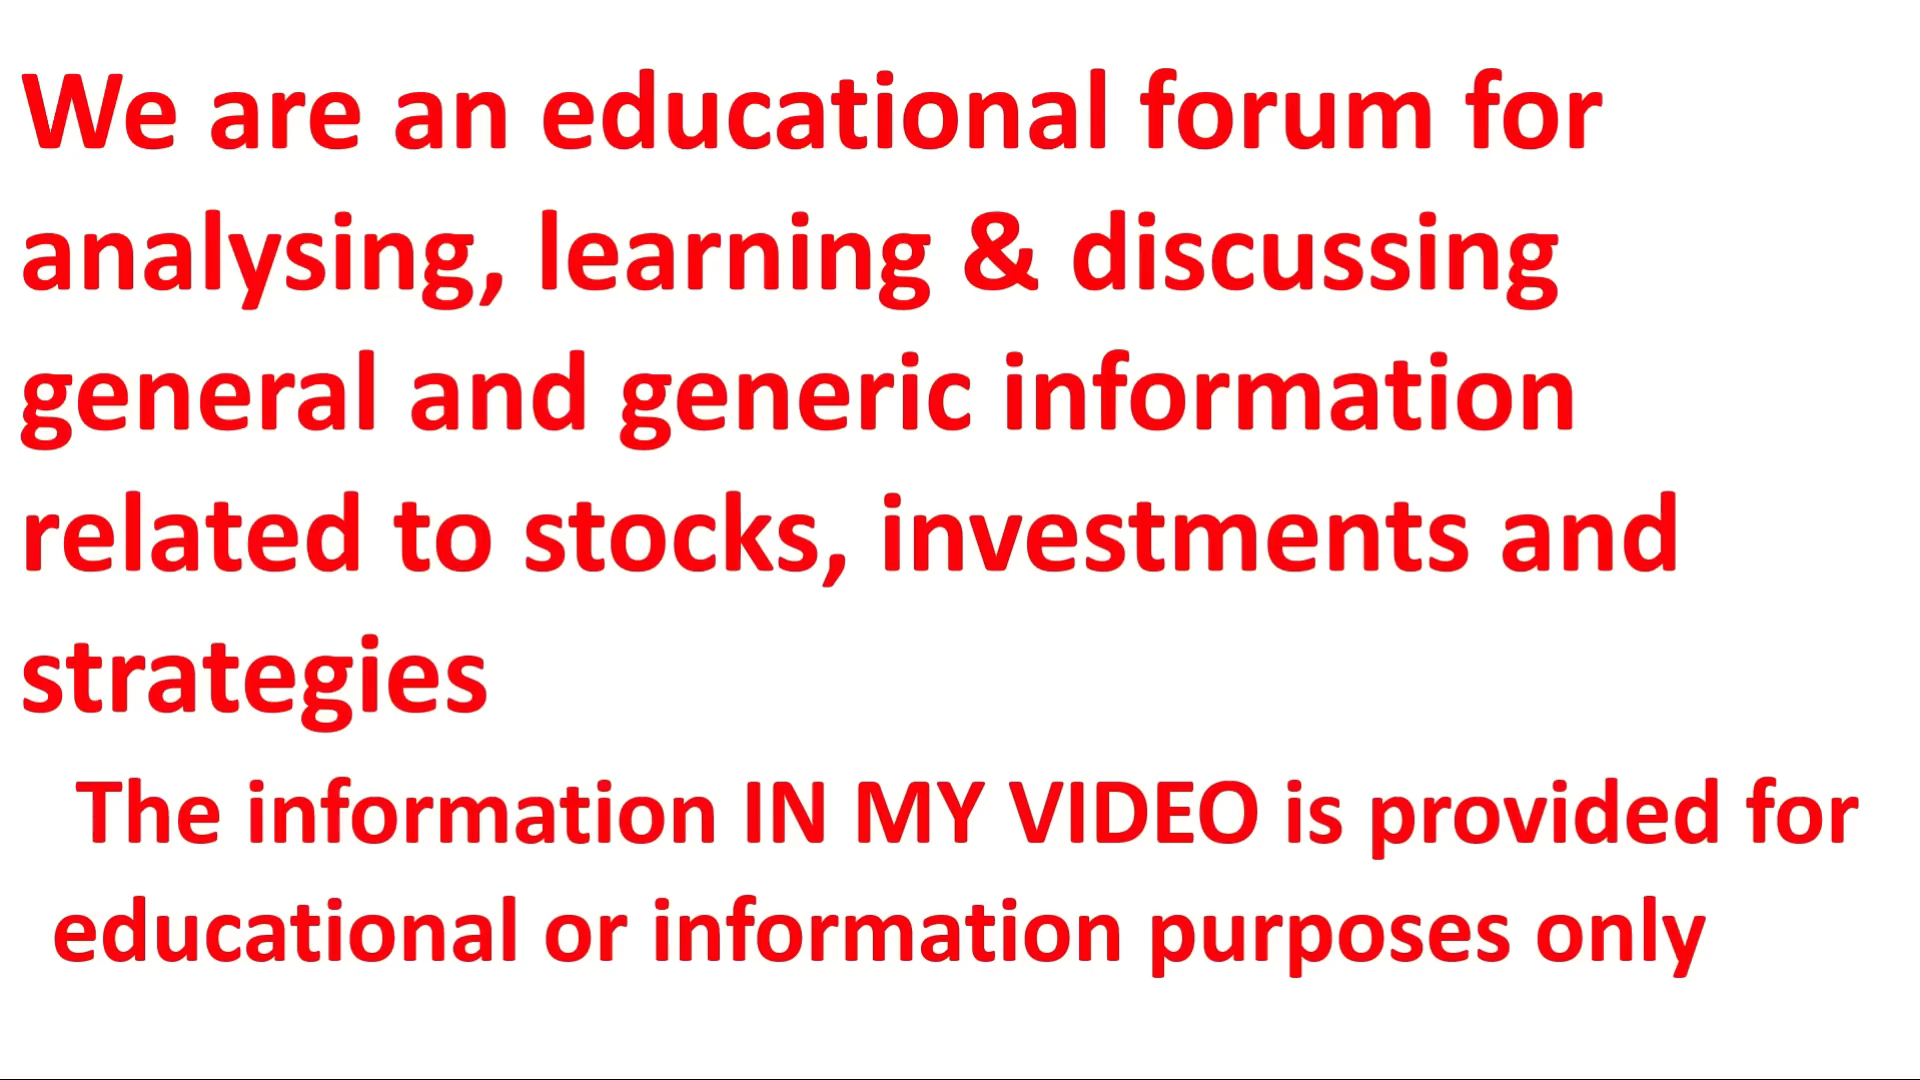 We are an educational forum for
analysing, learning & discussing
general and generic information
related to stocks, investments and
strategies
The information IN MY VIDEO is provided for
educational or information purposes only